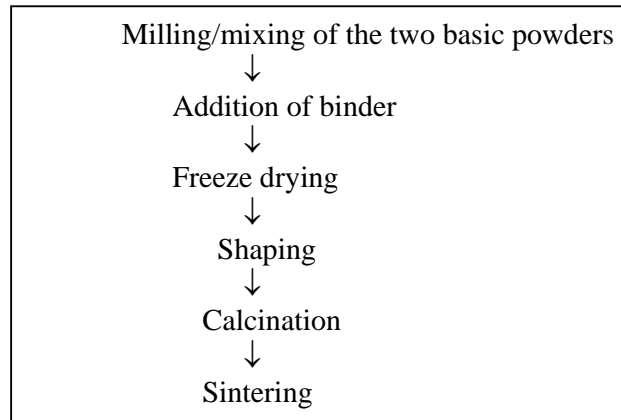 Milling/mixing of the two basic powders
↓
Addition of binder
↓
Freeze drying
↓
Shaping
↓
Calcination
↓
Sintering